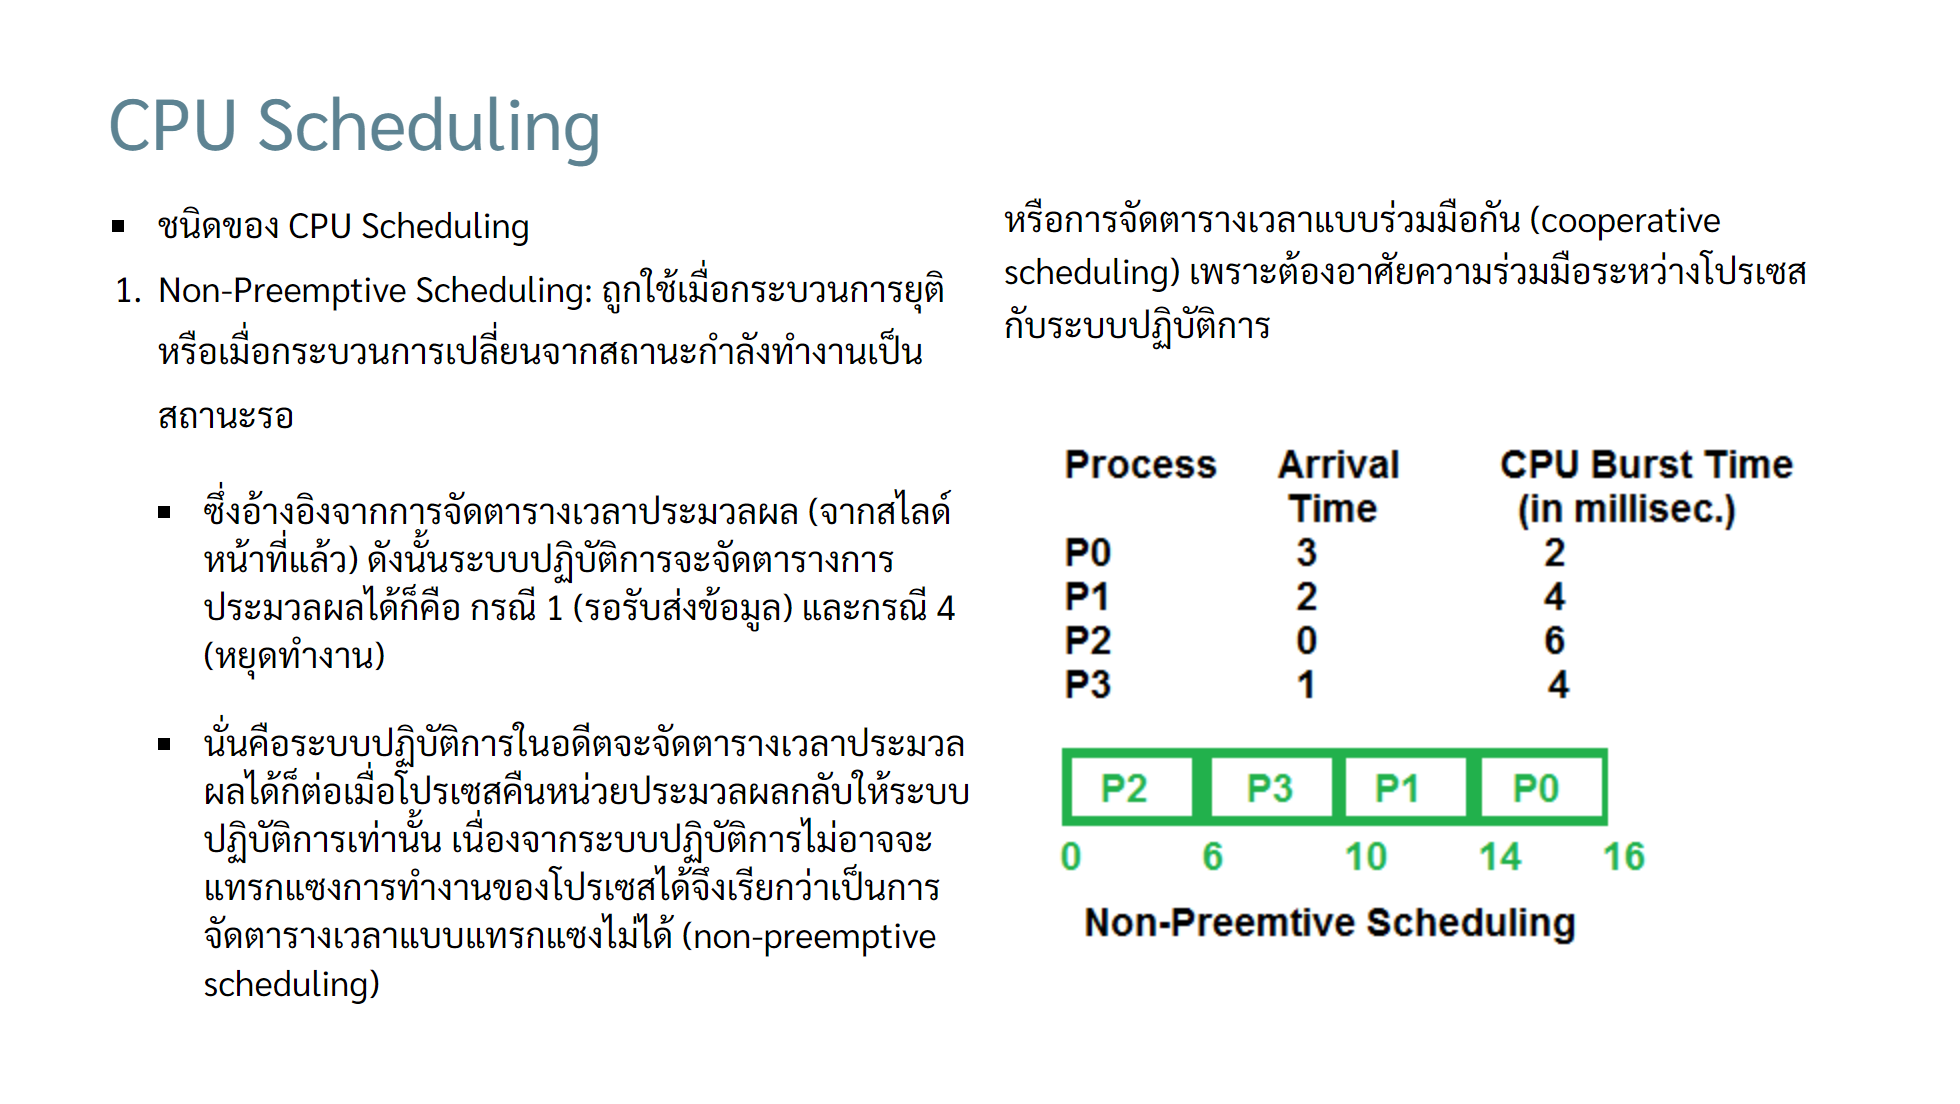 CPU Scheduling
▪ ชนิดของ CPU Scheduling
1. Non-Preemptive Scheduling: ถูกใช้เมื่อกระบวนการยุติ
หรือเมื่อกระบวนการเปลี่ยนจากสถานะกำลังทำงานเป็น
สถานะรอ
▪ ซึ่งอ้างอิงจากการจัดตารางเวลาประมวลผล (จากสไลด์
หน้าที่แล้ว) ดังนั้นระบบปฏิบัติการจะจัดตารางการ
ประมวลผลได้ก็คือ กรณี 1 (รอรับส่งข้อมูล) และกรณี 4
(หยุดทำงาน)
▪ นั่นคือระบบปฏิบัติการในอดีตจะจัดตารางเวลาประมวล
ผลได้ก็ต่อเมื่อโปรเซสคืนหน่วยประมวลผลกลับให้ระบบ
ปฏิบัติการเท่านั้น เนื่องจากระบบปฏิบัติการไม่อาจจะ
แทรกแซงการทำงานของโปรเซสได้จึงเรียกว่าเป็นการ
จัดตารางเวลาแบบแทรกแซงไม่ได้ (non-preemptive
scheduling)
หรือการจัดตารางเวลาแบบร่วมมือกัน (cooperative
scheduling) เพราะต้องอาศัยความร่วมมือระหว่างโปรเซส
กับระบบปฏิบัติการ
Process Arrival CPU Burst Time
Time (in millisec.)
P0 3 2
P1 2 4
P2 0 6
P3 1 4
P2 P3 P1 P0
0 6 10 14 16
Non-Preemtive Scheduling